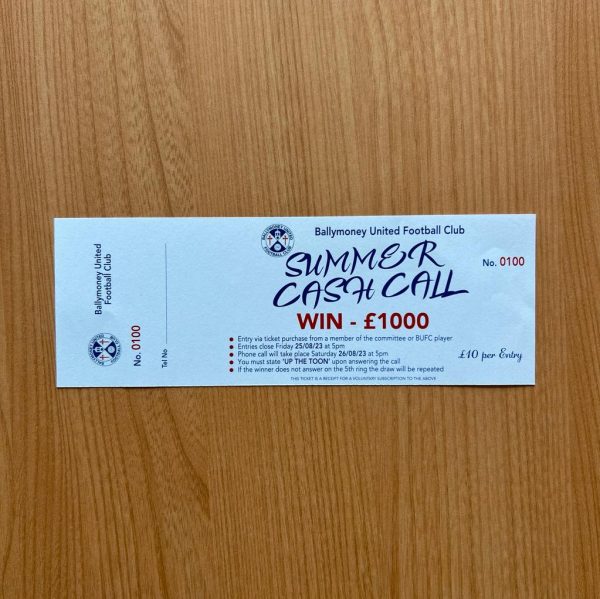 Ballymoney United
Football Club
No. 0100
Tel No
Ballymoney United Football Club
SUMMER
CASH CALL
No. 0100
WIN - £1000
Entry via ticket purchase from a member of the committee or BUFC player
Entries close Friday 25/08/23 at 5pm
Phone call will take place Saturday 26/08/23 at 5pm
You must state "UP THE TOON" upon answering the call
If the winner does not answer on the 5th ring the draw will be repeated
£10 per Entry
THIS TICKET IS A RECEIPT FOR A VOLUNTARY SUBSCRIPTION TO THE ABOVE
BALLYMONEY UNITED
FOOTBALL CLUB